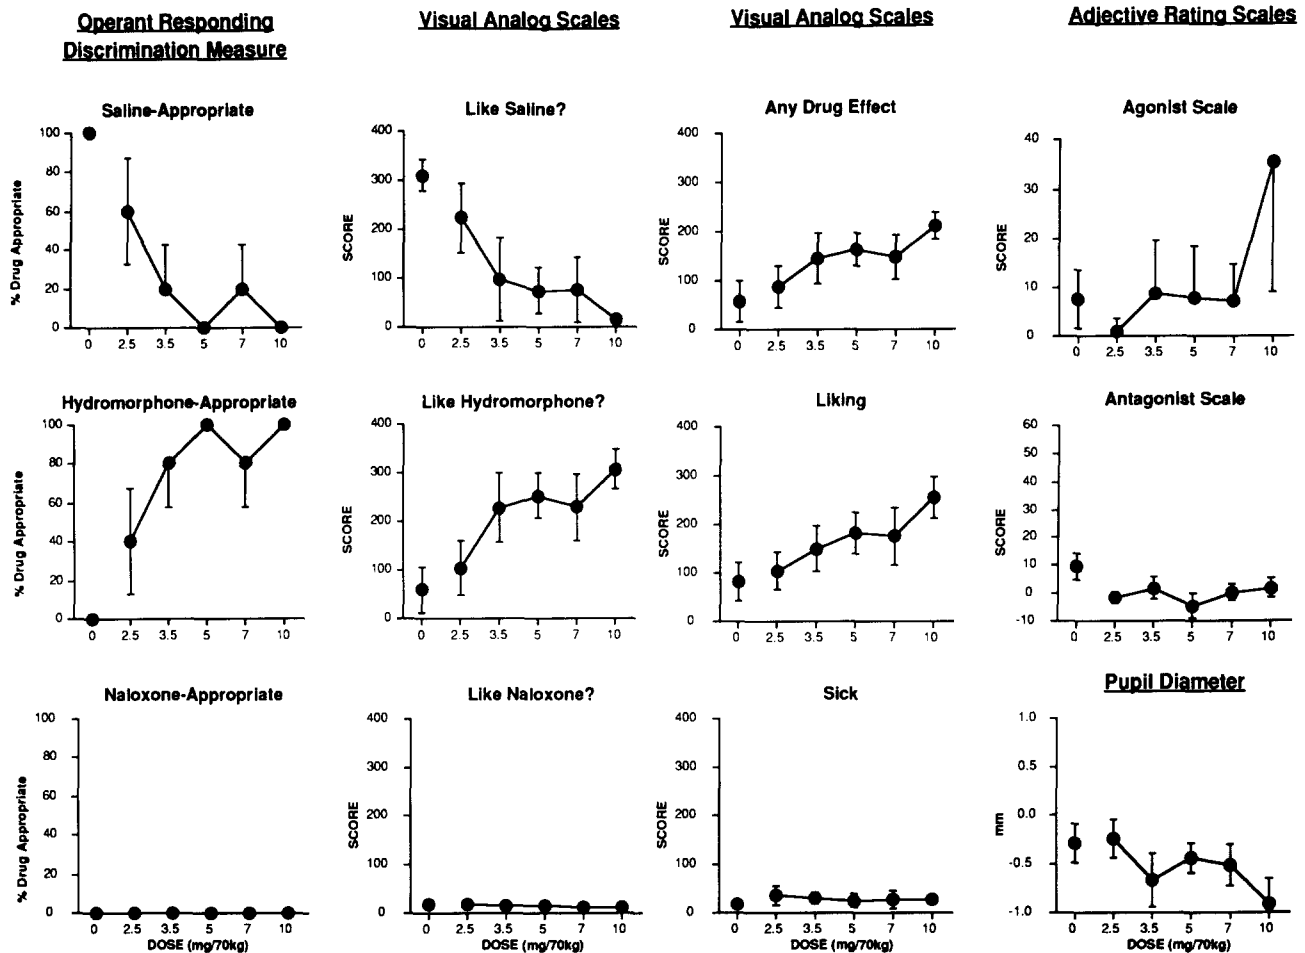 Operant Responding
Discrimination Measure
Visual Analog Scales
Visual Analog Scales
Adjective Rating Scales
Saline-Appropriate
% Drug Appropriate
100
80
60
40
20
0
0 2.5 3.5 5 7 10
Like Saline?
SCORE
400
300
200
100
0
0 2.5 3.5 5 7 10
Any Drug Effect
SCORE
400
300
200
100
0
0 2.5 3.5 5 7 10
Agonist Scale
SCORE
40
30
20
10
0
0 2.5 3.5 5 7 10
Hydromorphone-Appropriate
% Drug Appropriate
100
80
60
40
20
0
0 2.5 3.5 5 7 10
Like Hydromorphone?
SCORE
400
300
200
100
0
0 2.5 3.5 5 7 10
Liking
SCORE
400
300
200
100
0
0 2.5 3.5 5 7 10
Antagonist Scale
SCORE
60
50
40
30
20
10
0
-10
0 2.5 3.5 5 7 10
Naloxone-Appropriate
% Drug Appropriate
100
80
60
40
20
0
0 2.5 3.5 5 7 10
DOSE (mg/70kg)
Like Naloxone?
SCORE
400
300
200
100
0
0 2.5 3.5 5 7 10
DOSE (mg/70kg)
Sick
SCORE
400
300
200
100
0
0 2.5 3.5 5 7 10
DOSE (mg/70kg)
Pupil Diameter
mm
1.0
0.5
0.0
-0.5
-1.0
0 2.5 3.5 5 7 10
DOSE (mg/70kg)